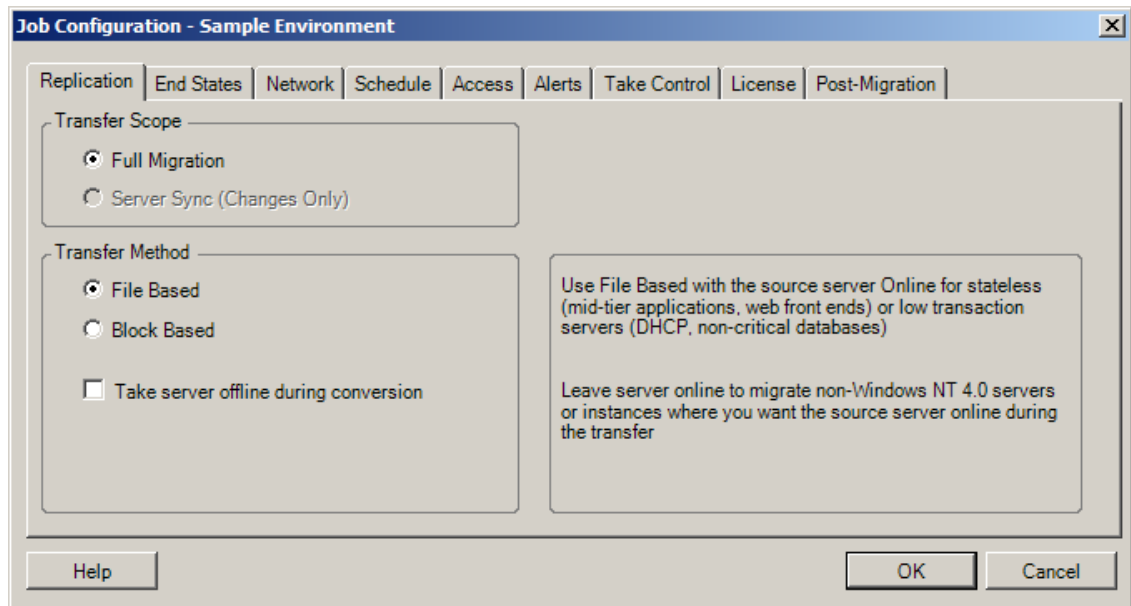 Job Configuration - Sample Environment
Replication End States Network Schedule Access Alerts Take Control License Post-Migration
Transfer Scope
Full Migration
Server Sync (Changes Only)
Transfer Method
File Based
Block Based
Take server offline during conversion
Use File Based with the source server Online for stateless
(mid-tier applications, web front ends) or low transaction
servers (DHCP, non-critical databases)
Leave server online to migrate non-Windows NT 4.0 servers
or instances where you want the source server online during
the transfer
Help OK Cancel